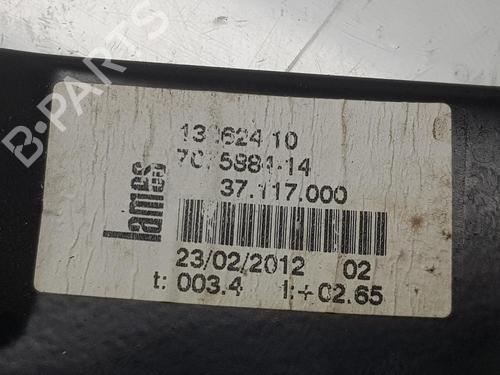 B-PARTS
lames
37.117.000
23/02/2012 02
t: 003.4 l:+02.65